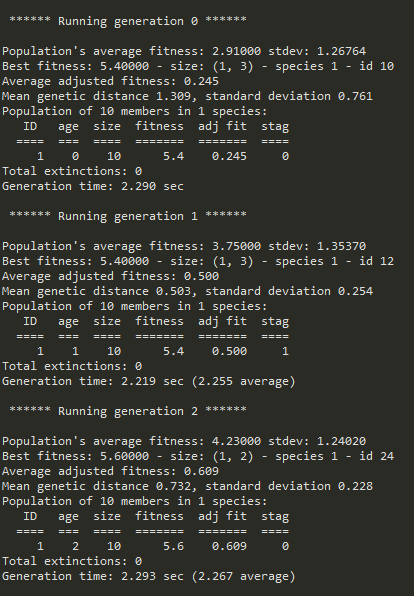 ****** Running generation 0 ******
Population's average fitness: 2.91000 stdev: 1.26764
Best fitness: 5.40000 - size: (1, 3) - species 1 - id 10
Average adjusted fitness: 0.245
Mean genetic distance 1.309, standard deviation 0.761
Population of 10 members in 1 species:
ID age size fitness adj fit stag
==== === ==== ======= ======= ====
1 0 10 5.4 0.245 0
Total extinctions: 0
Generation time: 2.290 sec
****** Running generation 1 ******
Population's average fitness: 3.75000 stdev: 1.35370
Best fitness: 5.40000 - size: (1, 3) - species 1 - id 12
Average adjusted fitness: 0.500
Mean genetic distance 0.503, standard deviation 0.254
Population of 10 members in 1 species:
ID age size fitness adj fit stag
==== === ==== ======= ======= ====
1 1 10 5.4 0.500 1
Total extinctions: 0
Generation time: 2.219 sec (2.255 average)
****** Running generation 2 ******
Population's average fitness: 4.23000 stdev: 1.24020
Best fitness: 5.60000 - size: (1, 2) - species 1 - id 24
Average adjusted fitness: 0.609
Mean genetic distance 0.732, standard deviation 0.228
Population of 10 members in 1 species:
ID age size fitness adj fit stag
==== === ==== ======= ======= ====
1 2 10 5.6 0.609 0
Total extinctions: 0
Generation time: 2.293 sec (2.267 average)